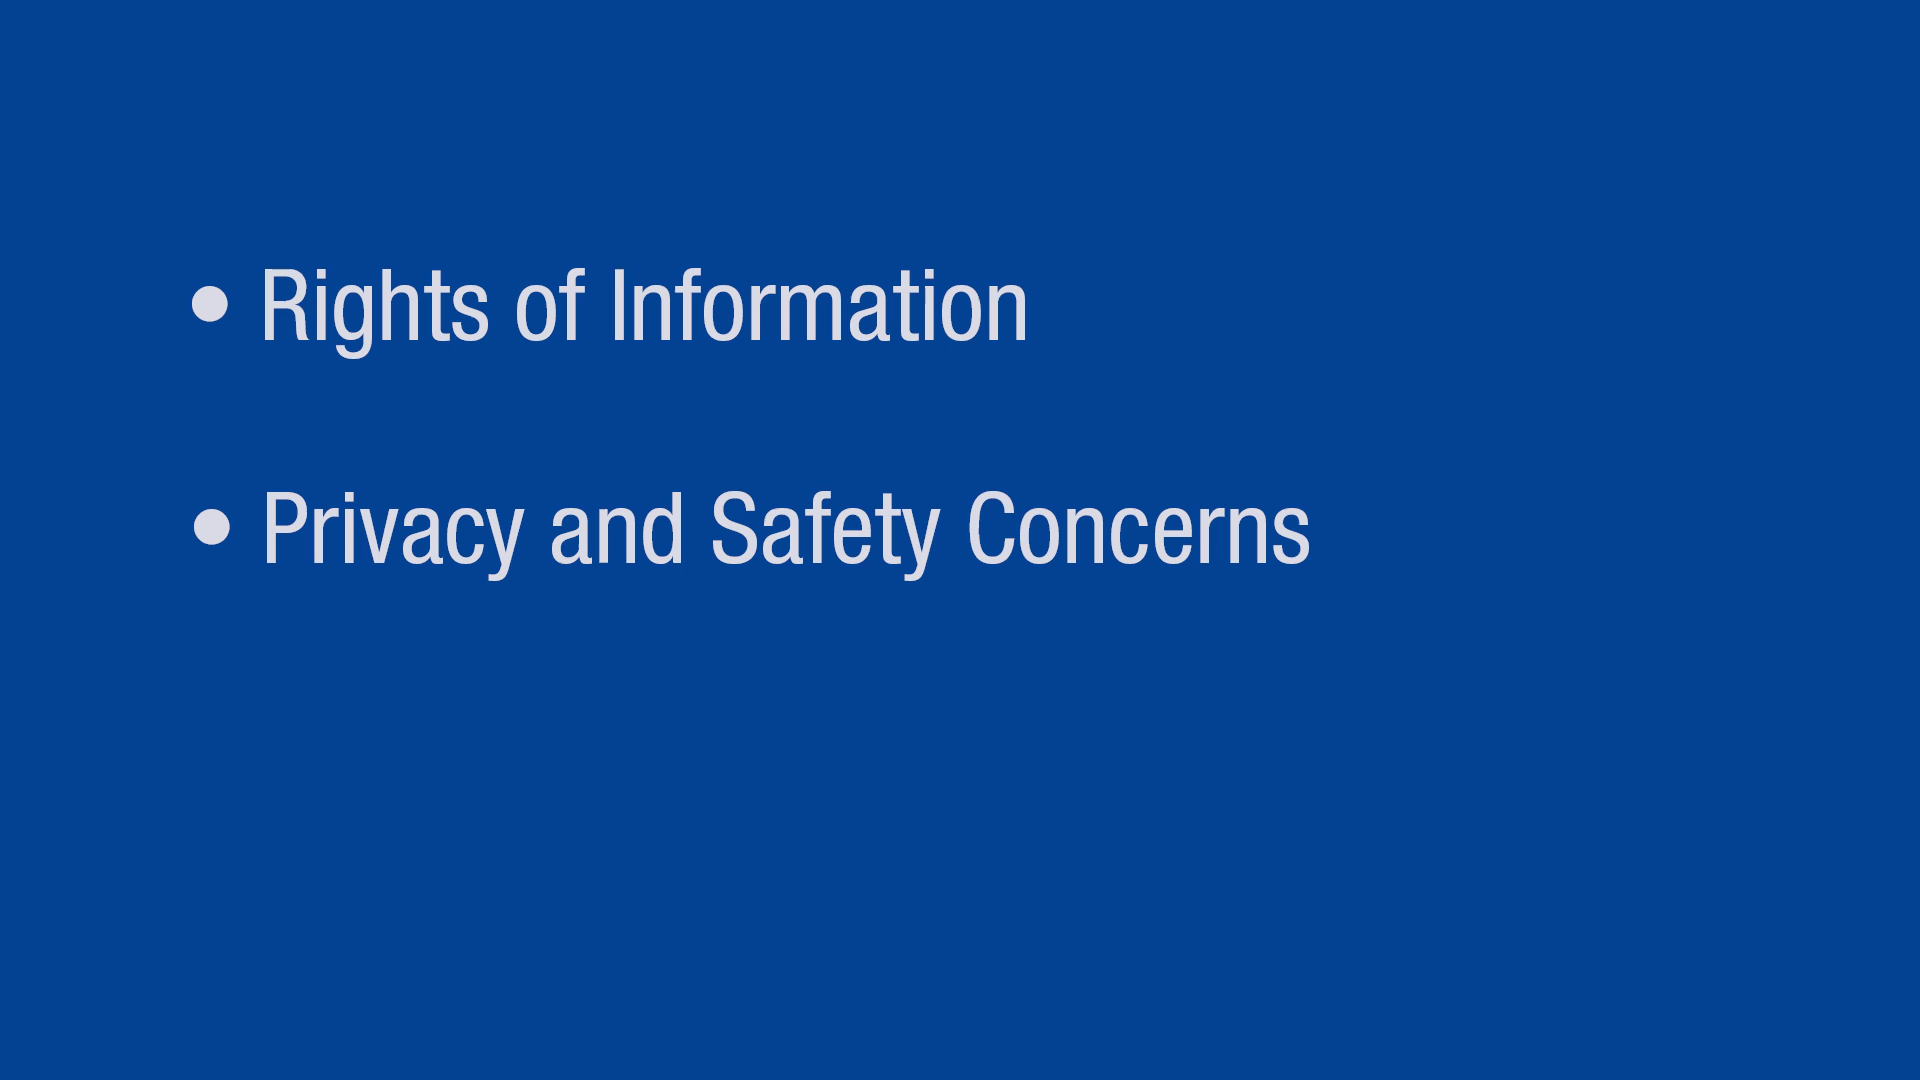 • Rights of Information
• Privacy and Safety Concerns